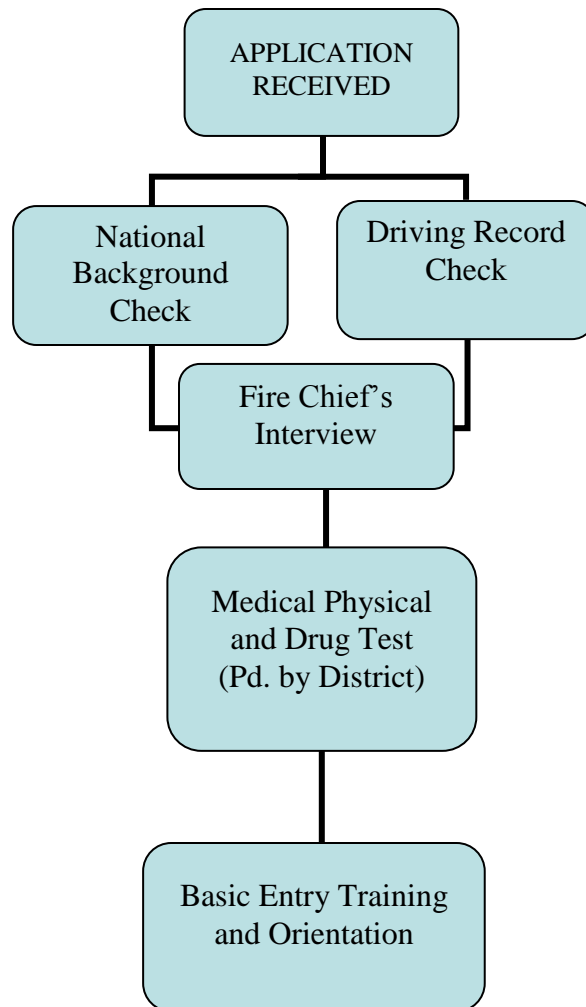 APPLICATION
RECEIVED
National
Background
Check
Driving Record
Check
Fire Chief’s
Interview
Medical Physical
and Drug Test
(Pd. by District)
Basic Entry Training
and Orientation